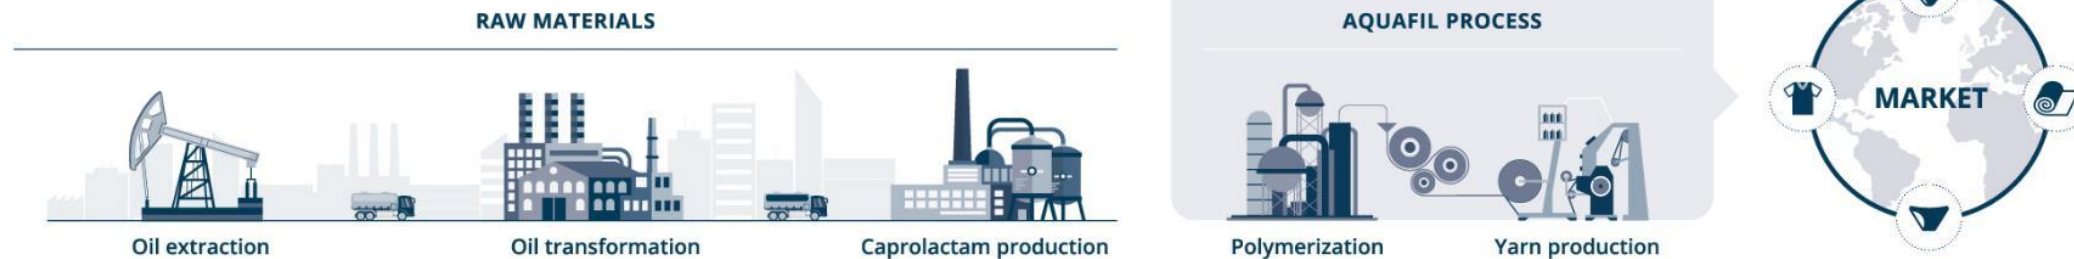 RAW MATERIALS
AQUAFIL PROCESS
MARKET
Oil extraction
Oil transformation
Caprolactam production
Polymerization
Yarn production